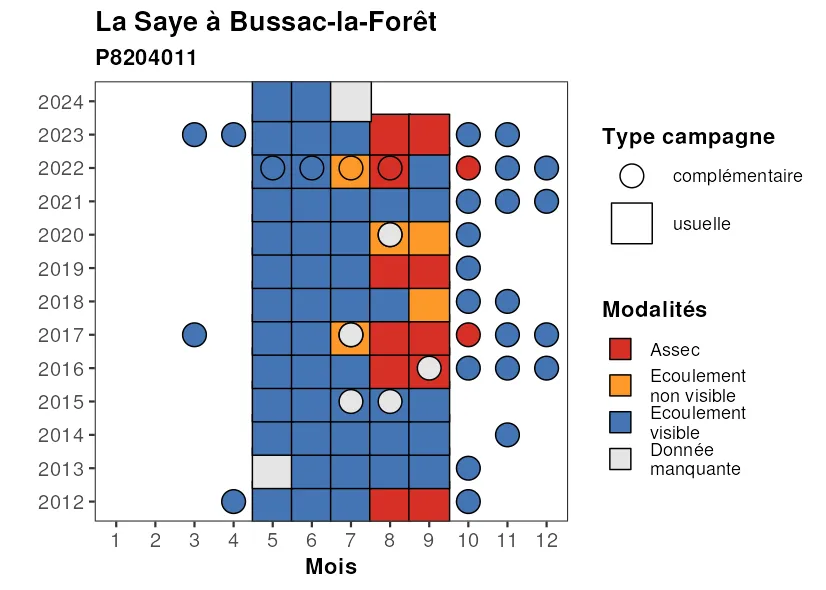 La Saye à Bussac-la-Forêt
P8204011
2024
2023
2022
2021
2020
2019
2018
2017
2016
2015
2014
2013
2012
1 2 3 4 5 6 7 8 9 10 11 12
Mois
Type campagne
complémentaire
usuelle
Modalités
Assec
Ecoulement
non visible
Ecoulement
visible
Donnée
manquante